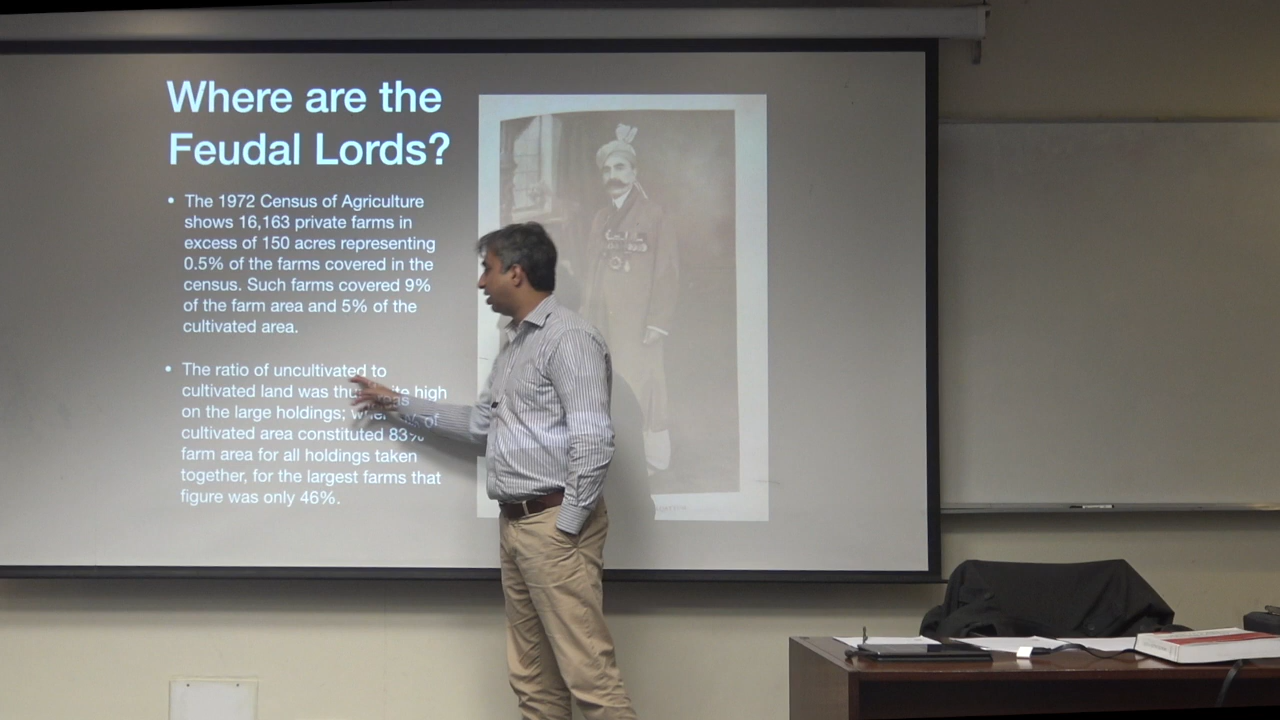 Where are the
Feudal Lords?
• The 1972 Census of Agriculture
shows 16,163 private farms in
excess of 150 acres representing
0.5% of the farms covered in the
census. Such farms covered 9%
of the farm area and 5% of the
cultivated area.
• The ratio of uncultivated to
cultivated land was high
on the large holdings; of
cultivated area constituted 83%
farm area for all holdings taken
together, for the largest farms that
figure was only 46%.